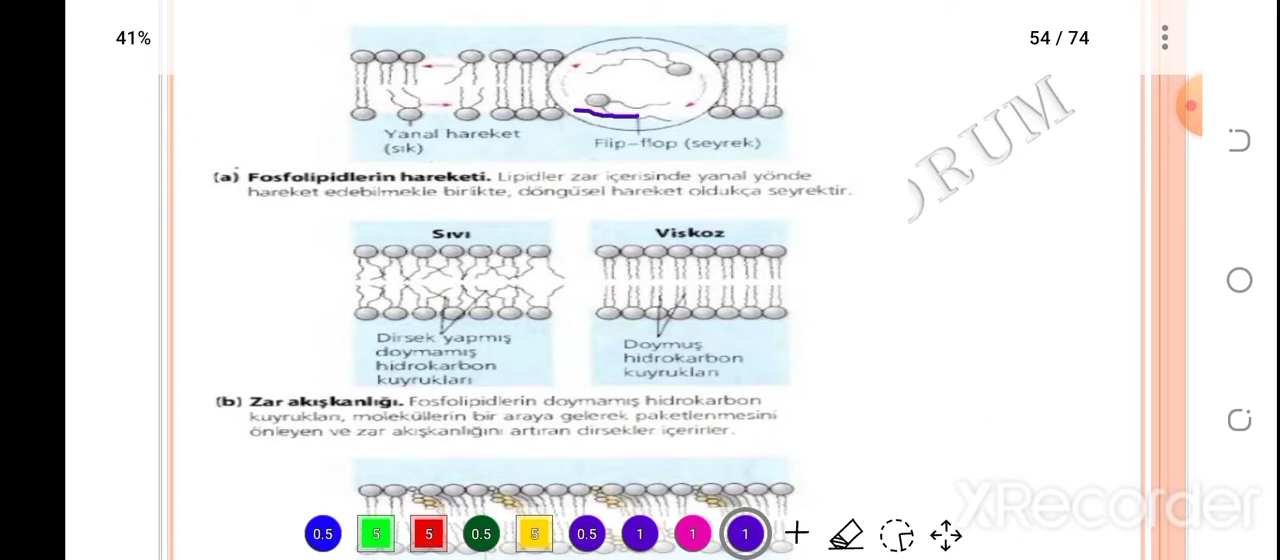 41%
54 / 74
Yanal hareket
(sık)
Flip-flop (seyrek)
ORUM
(a) Fosfolipidlerin hareketi. Lipidler zar içerisinde yanal yönde
hareket edebilmekle birlikte, döngüsel hareket oldukça seyrektir.
Sıvı
Viskoz
Dirsek yapmış
doymamış
hidrokarbon
kuyrukları
Doymuş
hidrokarbon
kuyrukları
(b) Zar akışkanlığı. Fosfolipidlerin doymamış hidrokarbon
kuyrukları, moleküllerin bir araya gelerek paketlenmesini
önleyen ve zar akışkanlığını artıran dirsekler içerirler.
XRecorder
0.5 5 5 0.5 5 0.5 1 1 1